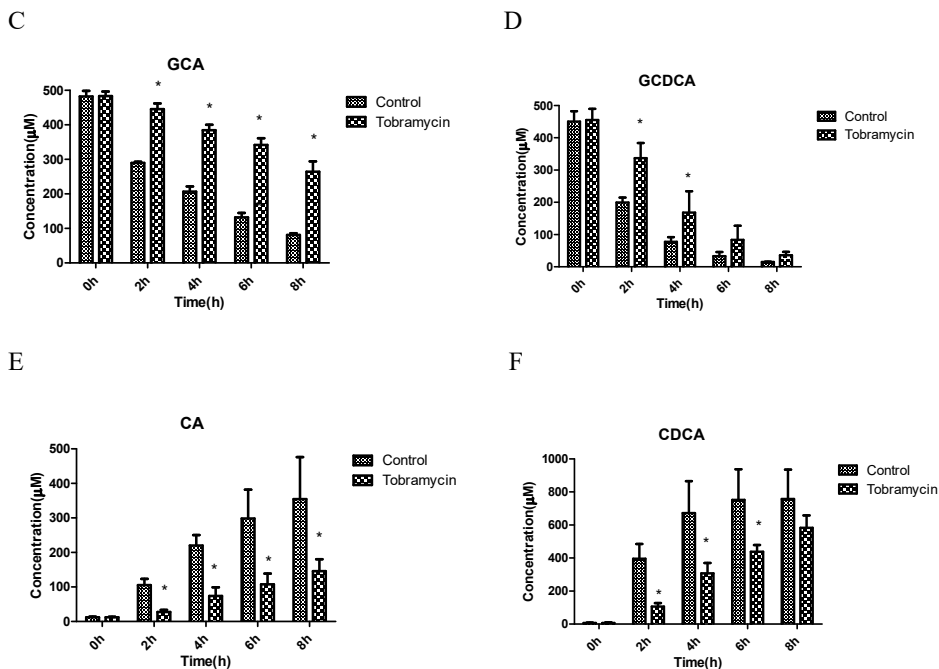 C
GCA
Concentration(µM)
500
400
300
200
100
0
* * * *
0h 2h 4h 6h 8h
Time(h)
Control
Tobramycin
D
GCDCA
Concentration(µM)
500
400
300
200
100
0
* *
0h 2h 4h 6h 8h
Time(h)
Control
Tobramycin
E
CA
Concentration(µM)
500
400
300
200
100
0
* * * *
0h 2h 4h 6h 8h
Time(h)
Control
Tobramycin
F
CDCA
Concentration(µM)
1000
800
600
400
200
0
* * *
0h 2h 4h 6h 8h
Time(h)
Control
Tobramycin